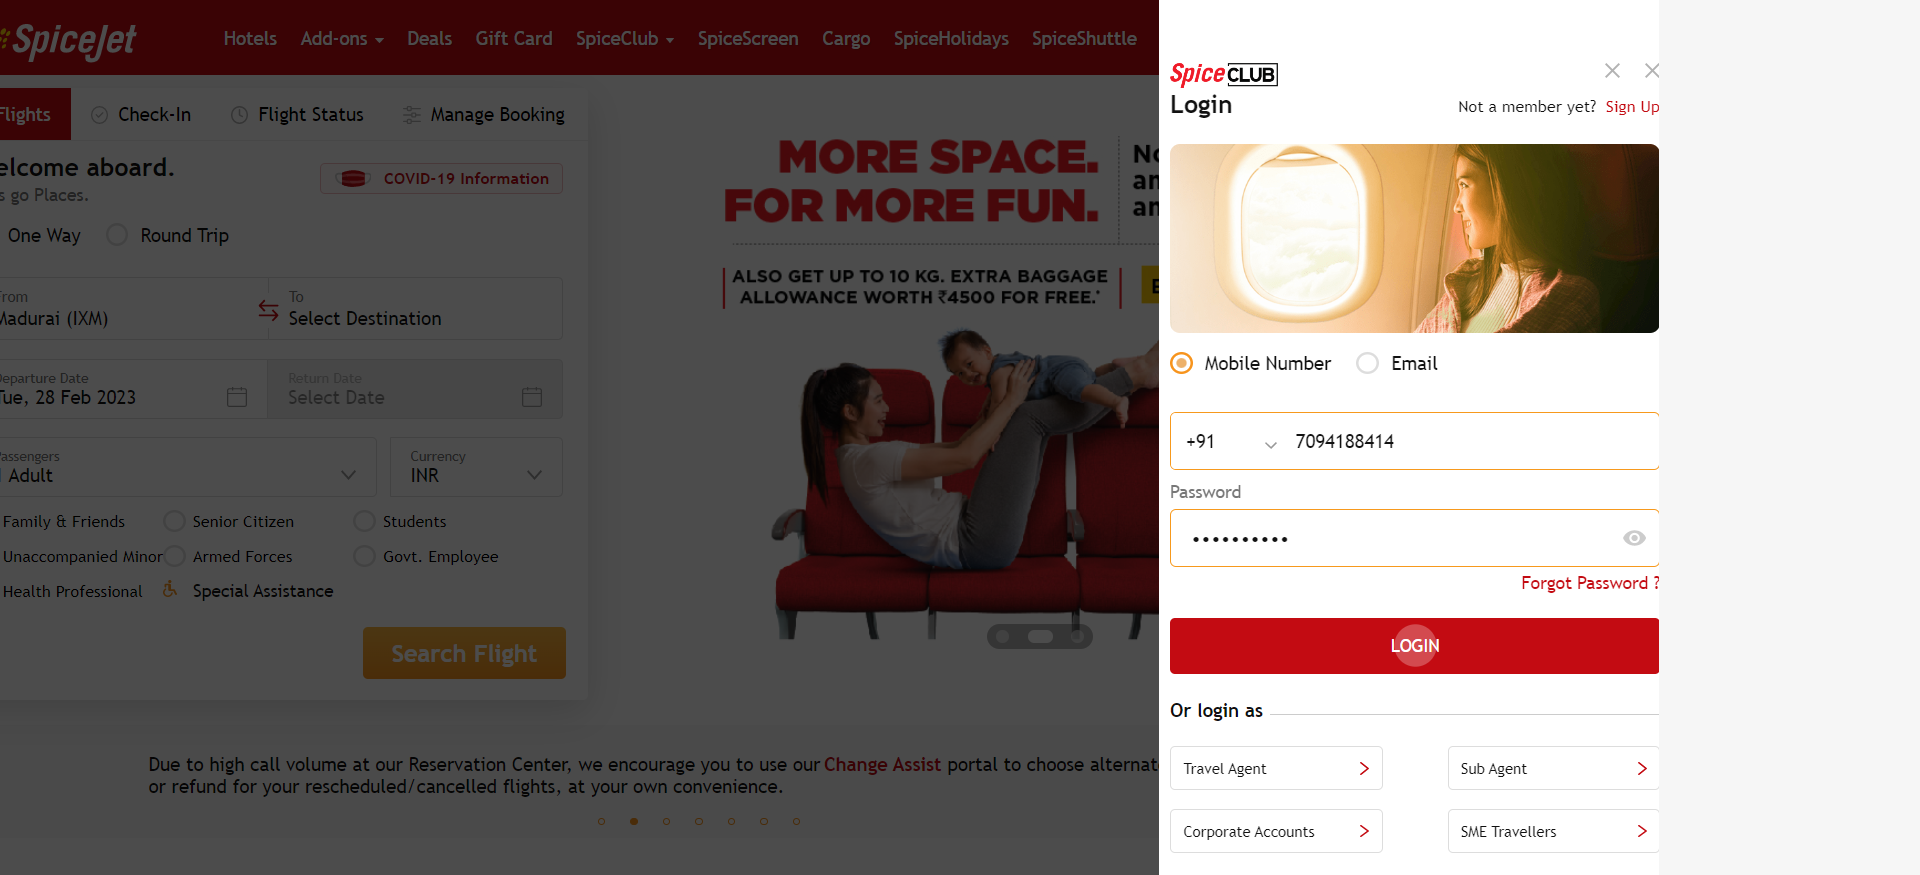 SpiceJet
Hotels
Add-ons
Deals
Gift Card
SpiceClub
SpiceScreen
Cargo
SpiceHolidays
SpiceShuttle
Flights
Check-In
Flight Status
Manage Booking
elcome aboard.
s go Places.
COVID-19 Information
One Way
Round Trip
From
Madurai (IXM)
To
Select Destination
Departure Date
Tue, 28 Feb 2023
Return Date
Select Date
Passengers
1 Adult
Currency
INR
Family & Friends
Senior Citizen
Students
Unaccompanied Minor
Armed Forces
Govt. Employee
Health Professional
Special Assistance
Search Flight
MORE SPACE.
FOR MORE FUN.
ALSO GET UP TO 10 KG. EXTRA BAGGAGE
ALLOWANCE WORTH ₹4500 FOR FREE.*
Due to high call volume at our Reservation Center, we encourage you to use our Change Assist portal to choose alternat
or refund for your rescheduled/cancelled flights, at your own convenience.
Spice CLUB
Login
Not a member yet? Sign Up
Mobile Number
Email
+91
7094188414
Password
••••••••••
Forgot Password ?
LOGIN
Or login as
Travel Agent
Sub Agent
Corporate Accounts
SME Travellers